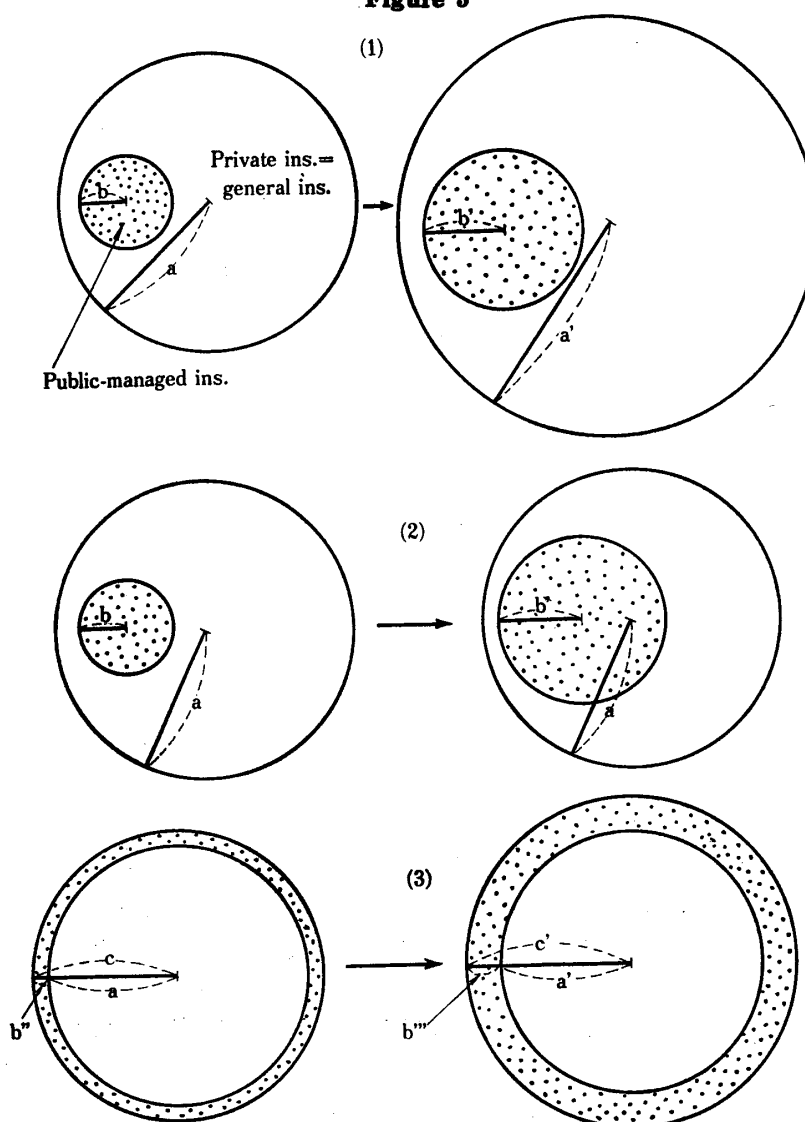 Figure 3
(1)
Private ins.=
general ins.
b
a
Public-managed ins.
b'
a'
(2)
b
a
b"
a
(3)
c
a
b"
c'
a'
b'''